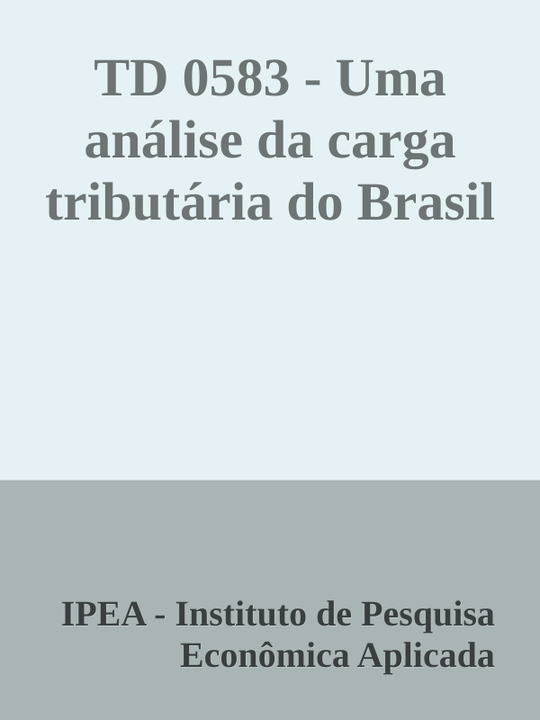 TD 0583 - Uma
análise da carga
tributária do Brasil
IPEA - Instituto de Pesquisa
Econômica Aplicada